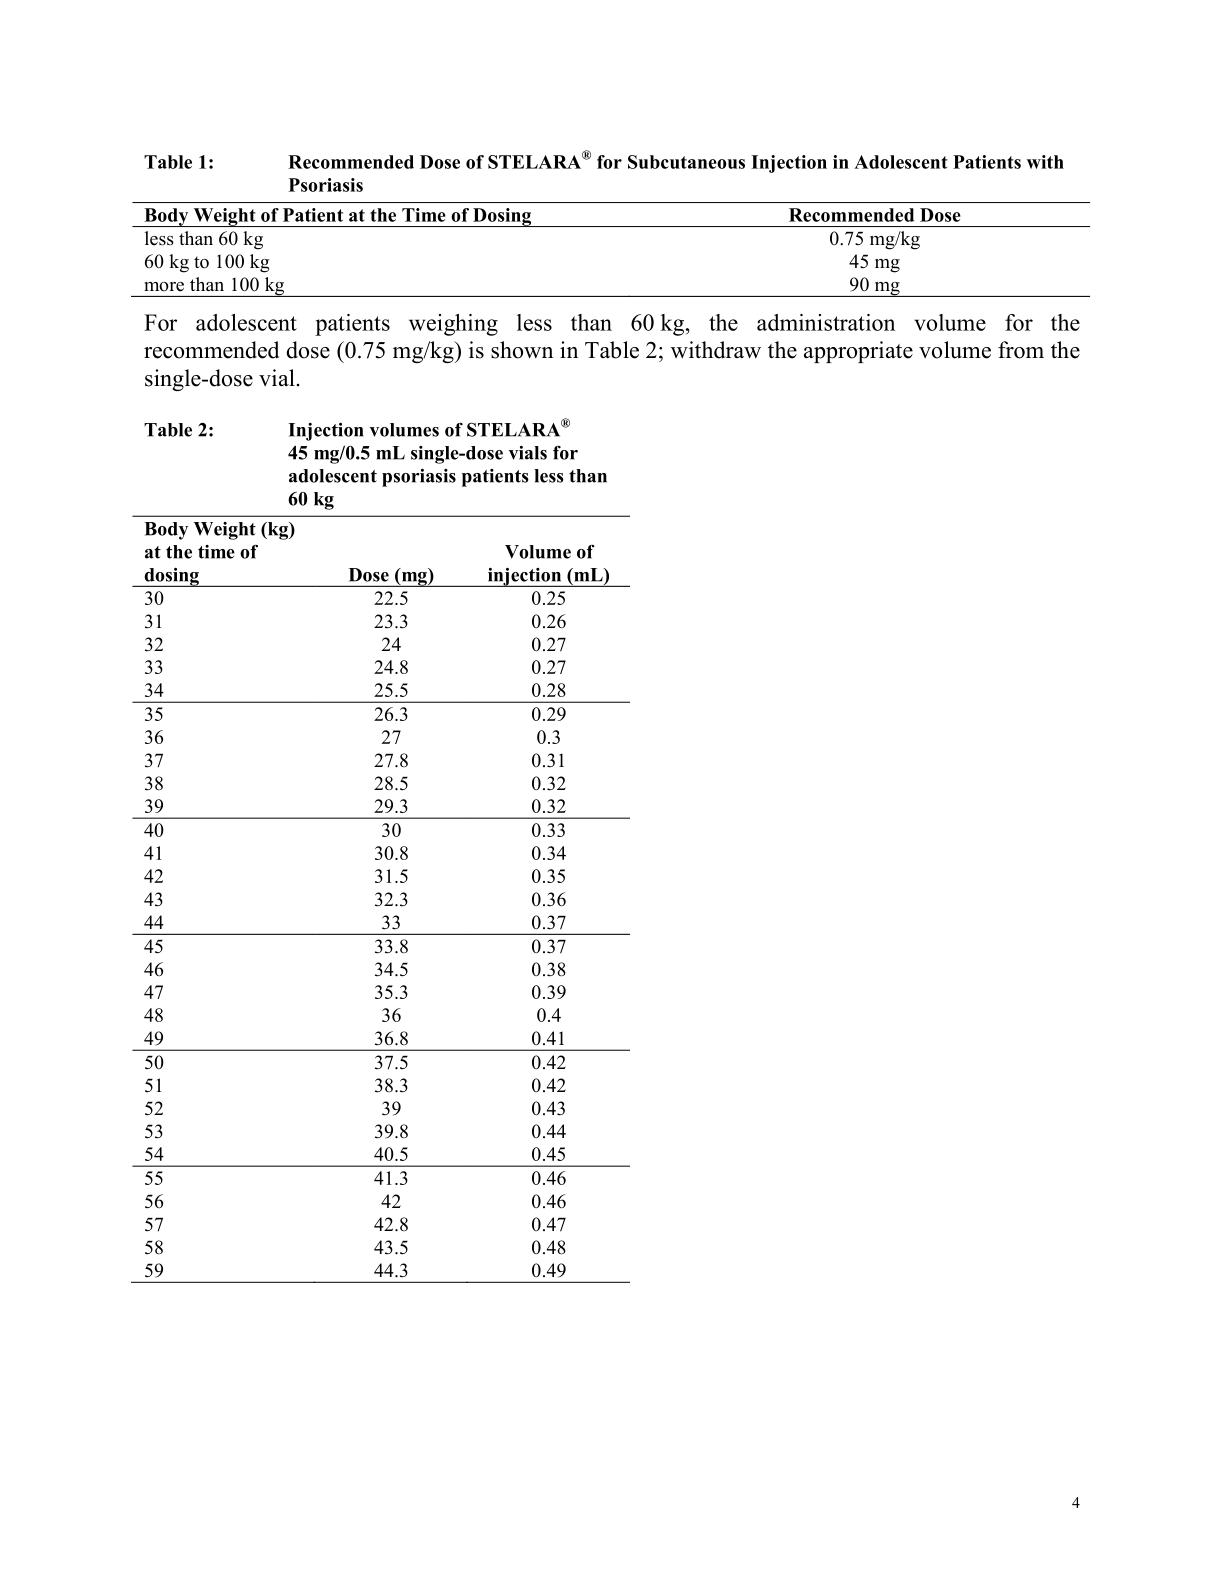 Table 1: Recommended Dose of STELARA® for Subcutaneous Injection in Adolescent Patients with
Psoriasis
Body Weight of Patient at the Time of Dosing Recommended Dose
less than 60 kg 0.75 mg/kg
60 kg to 100 kg 45 mg
more than 100 kg 90 mg
For adolescent patients weighing less than 60 kg, the administration volume for the
recommended dose (0.75 mg/kg) is shown in Table 2; withdraw the appropriate volume from the
single-dose vial.
Table 2: Injection volumes of STELARA®
45 mg/0.5 mL single-dose vials for
adolescent psoriasis patients less than
60 kg
Body Weight (kg)
at the time of Volume of
dosing Dose (mg) injection (mL)
30 22.5 0.25
31 23.3 0.26
32 24 0.27
33 24.8 0.27
34 25.5 0.28
35 26.3 0.29
36 27 0.3
37 27.8 0.31
38 28.5 0.32
39 29.3 0.32
40 30 0.33
41 30.8 0.34
42 31.5 0.35
43 32.3 0.36
44 33 0.37
45 33.8 0.37
46 34.5 0.38
47 35.3 0.39
48 36 0.4
49 36.8 0.41
50 37.5 0.42
51 38.3 0.42
52 39 0.43
53 39.8 0.44
54 40.5 0.45
55 41.3 0.46
56 42 0.46
57 42.8 0.47
58 43.5 0.48
59 44.3 0.49
4